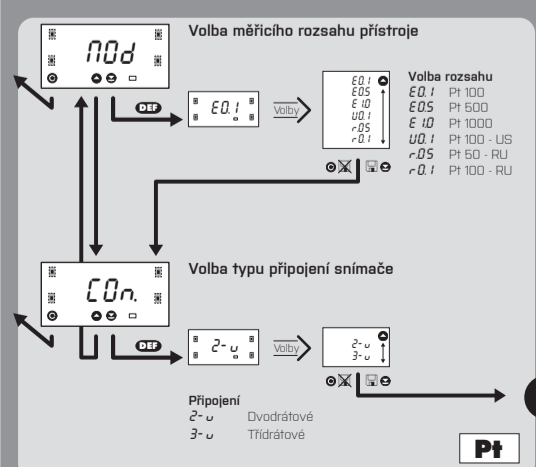 Volba měřicího rozsahu přístroje
NOd
DEF
E0.1
Volby
E0.1
E0.5
E 1.0
U0.1
r.05
r0.1
Volba rozsahu
E0.1 Pt 100
E0.5 Pt 500
E 1.0 Pt 1000
U0.1 Pt 100 - US
r.05 Pt 50 - RU
r0.1 Pt 100 - RU
Volba typu připojení snímače
COn.
DEF
2- u
Volby
2- u
3- u
Připojení
2- u Dvodrátové
3- u Třídrátové
Pt